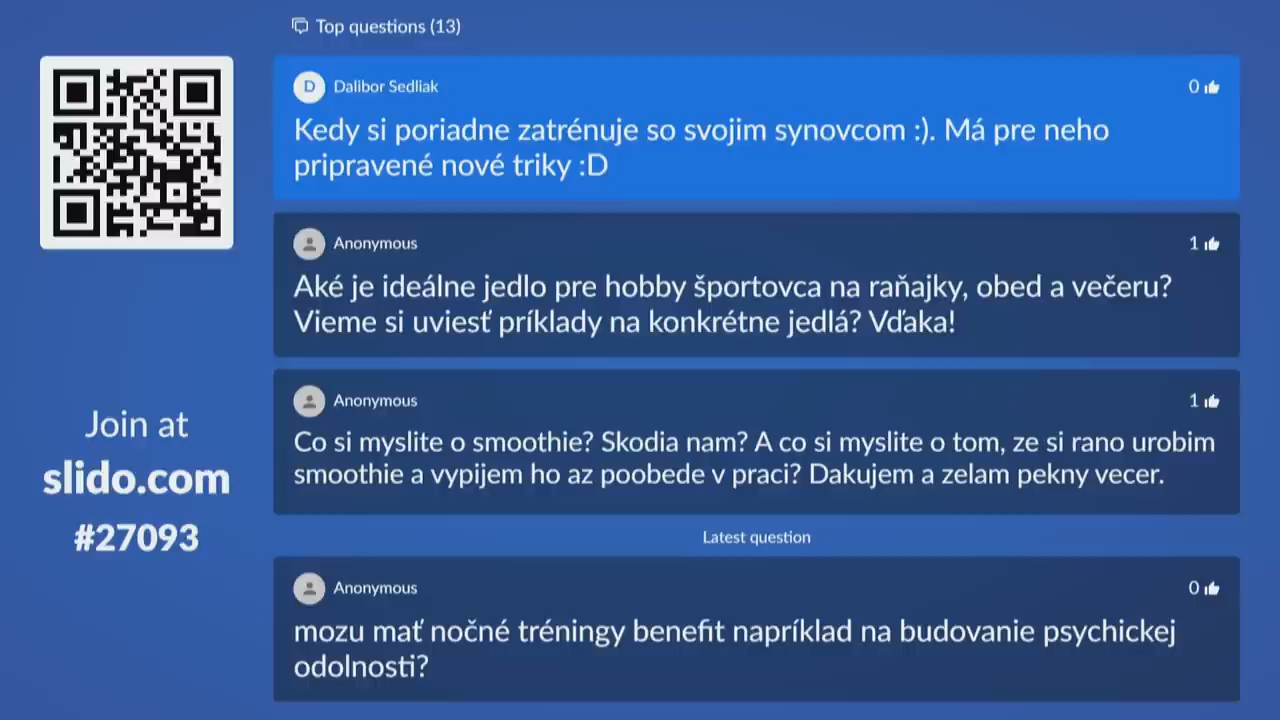 Top questions (13)
D Dalibor Sedliak 0
Kedy si poriadne zatrénuje so svojim synovcom :). Má pre neho
pripravené nové triky :D
Anonymous 1
Aké je ideálne jedlo pre hobby športovca na raňajky, obed a večeru?
Vieme si uviesť príklady na konkrétne jedlá? Vďaka!
Anonymous 1
Co si myslite o smoothie? Skodia nam? A co si myslite o tom, ze si rano urobim
smoothie a vypijem ho az poobede v praci? Dakujem a zelam pekny vecer.
Latest question
Anonymous 0
mozu mať nočné tréningy benefit napríklad na budovanie psychickej
odolnosti?
Join at
slido.com
#27093